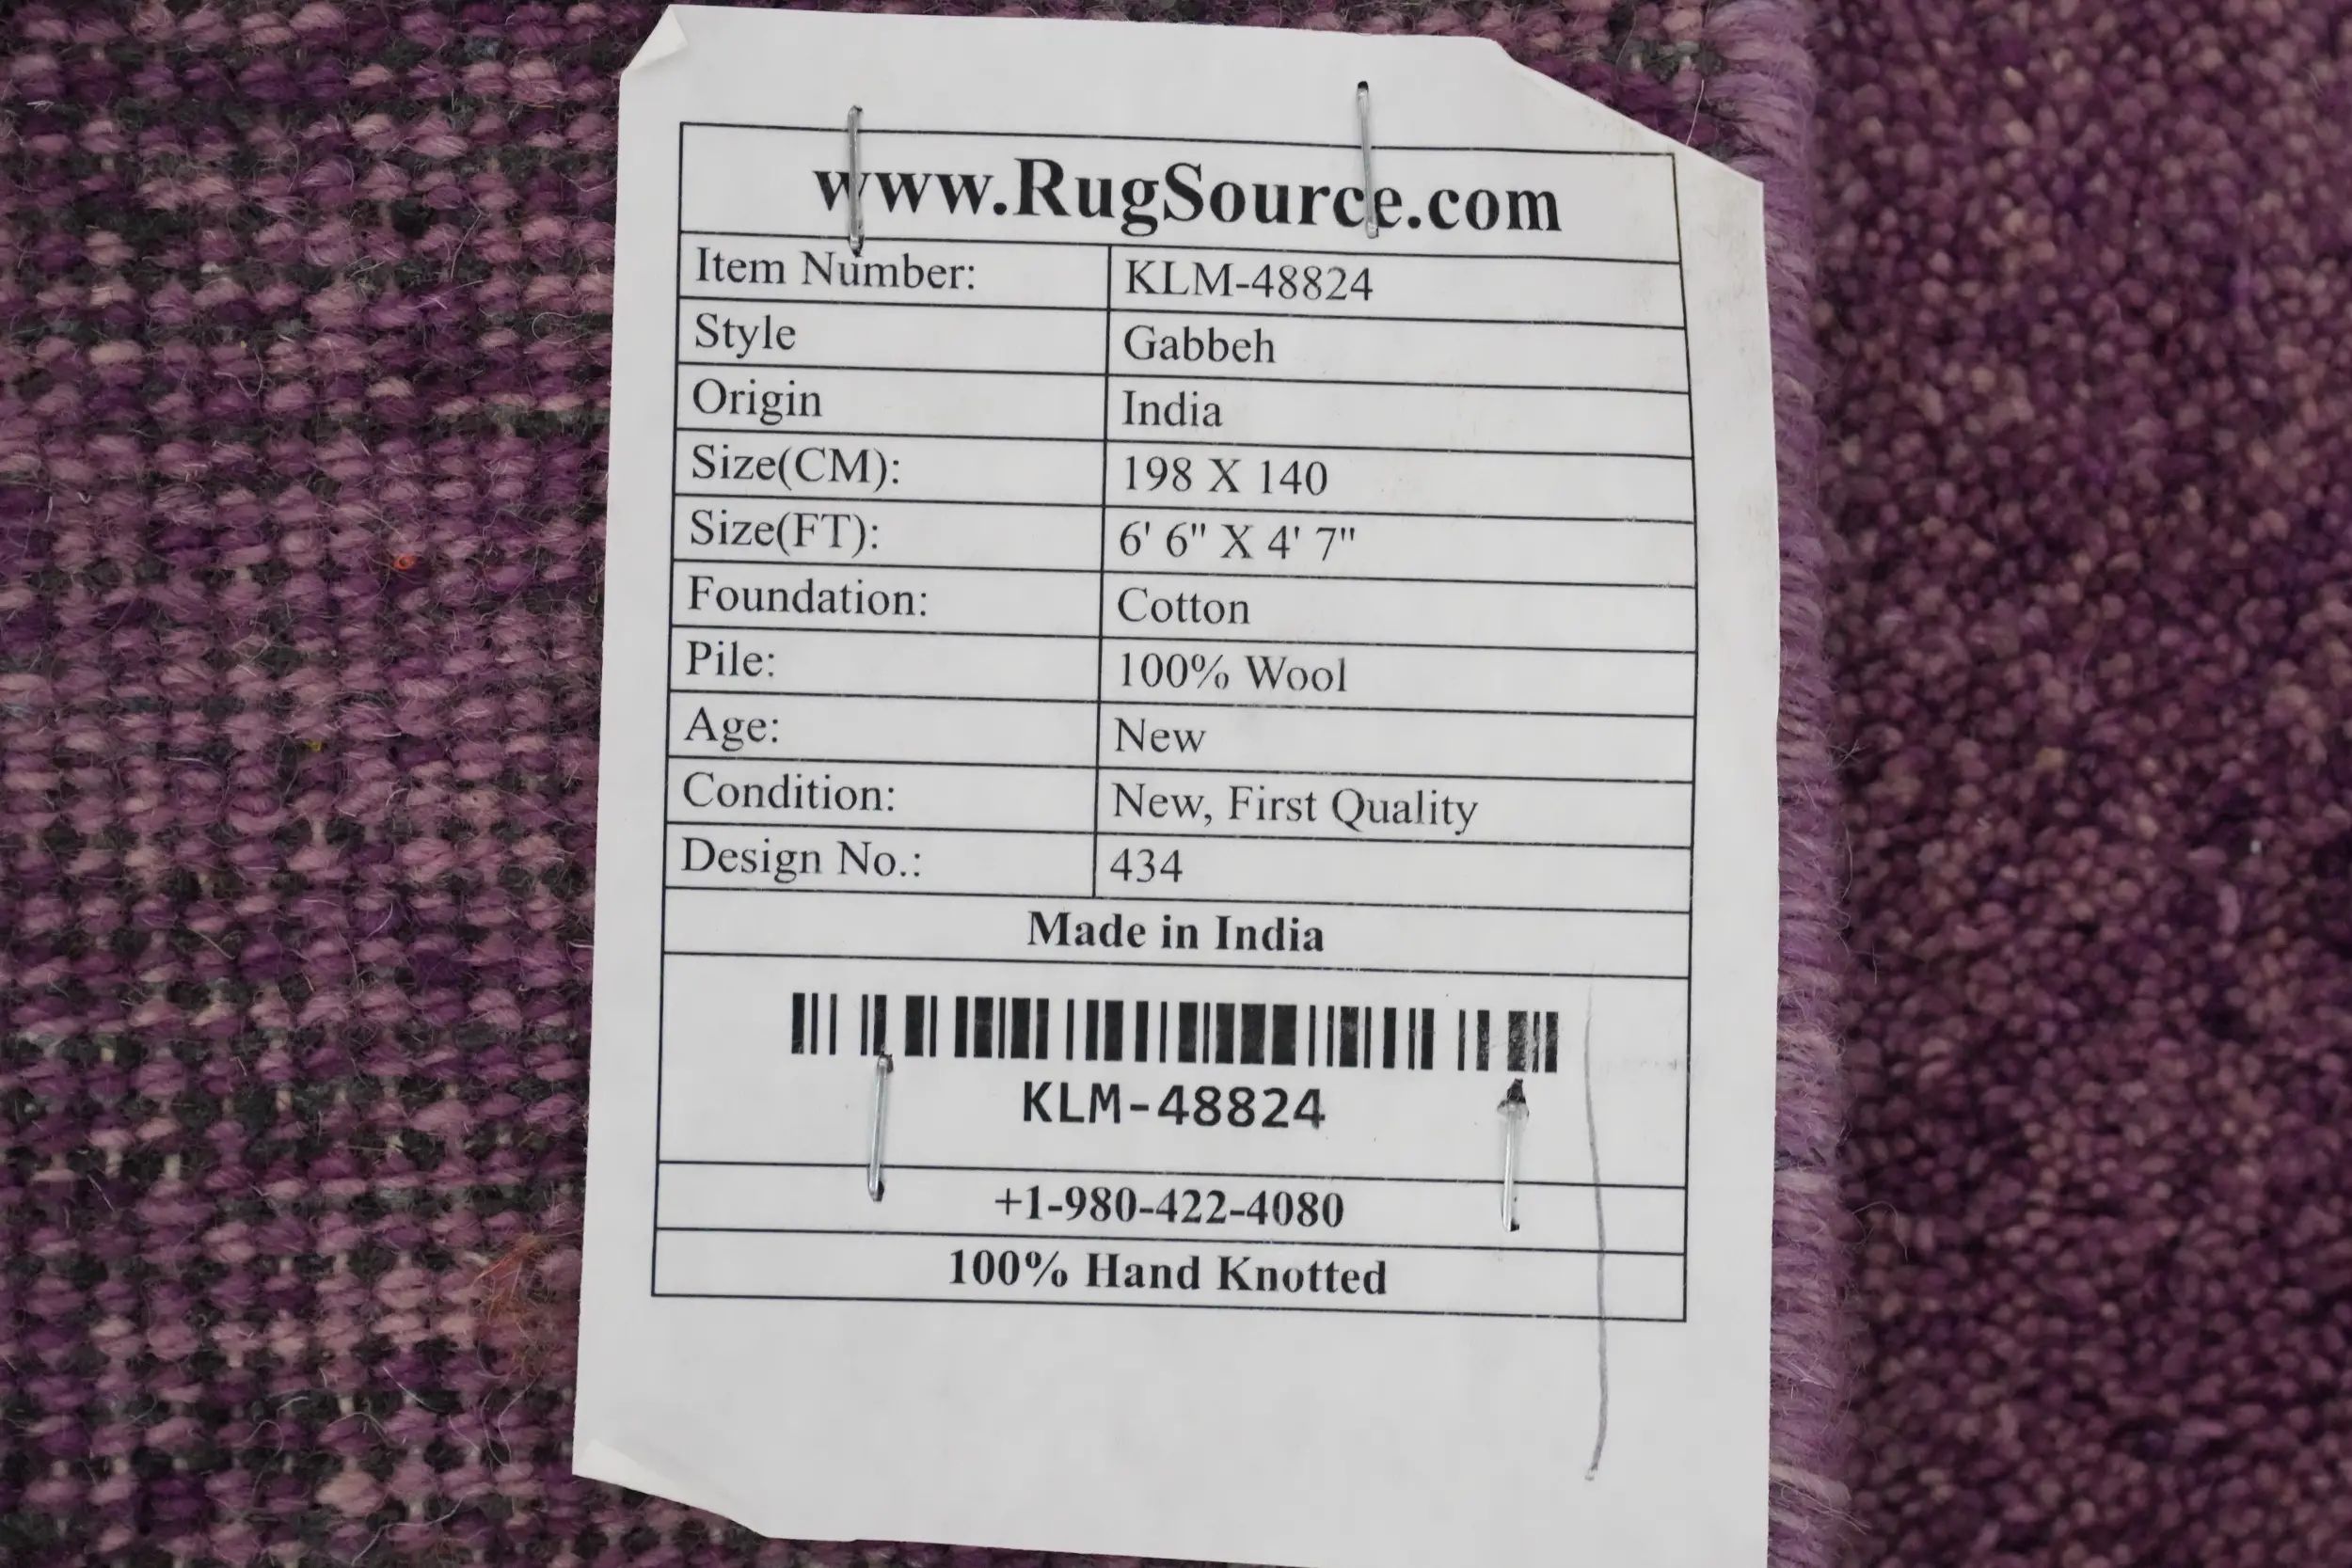 www.RugSource.com
Item Number: KLM-48824
Style Gabbeh
Origin India
Size(CM): 198 X 140
Size(FT): 6' 6" X 4' 7"
Foundation: Cotton
Pile: 100% Wool
Age: New
Condition: New, First Quality
Design No.: 434
Made in India
KLM-48824
+1-980-422-4080
100% Hand Knotted